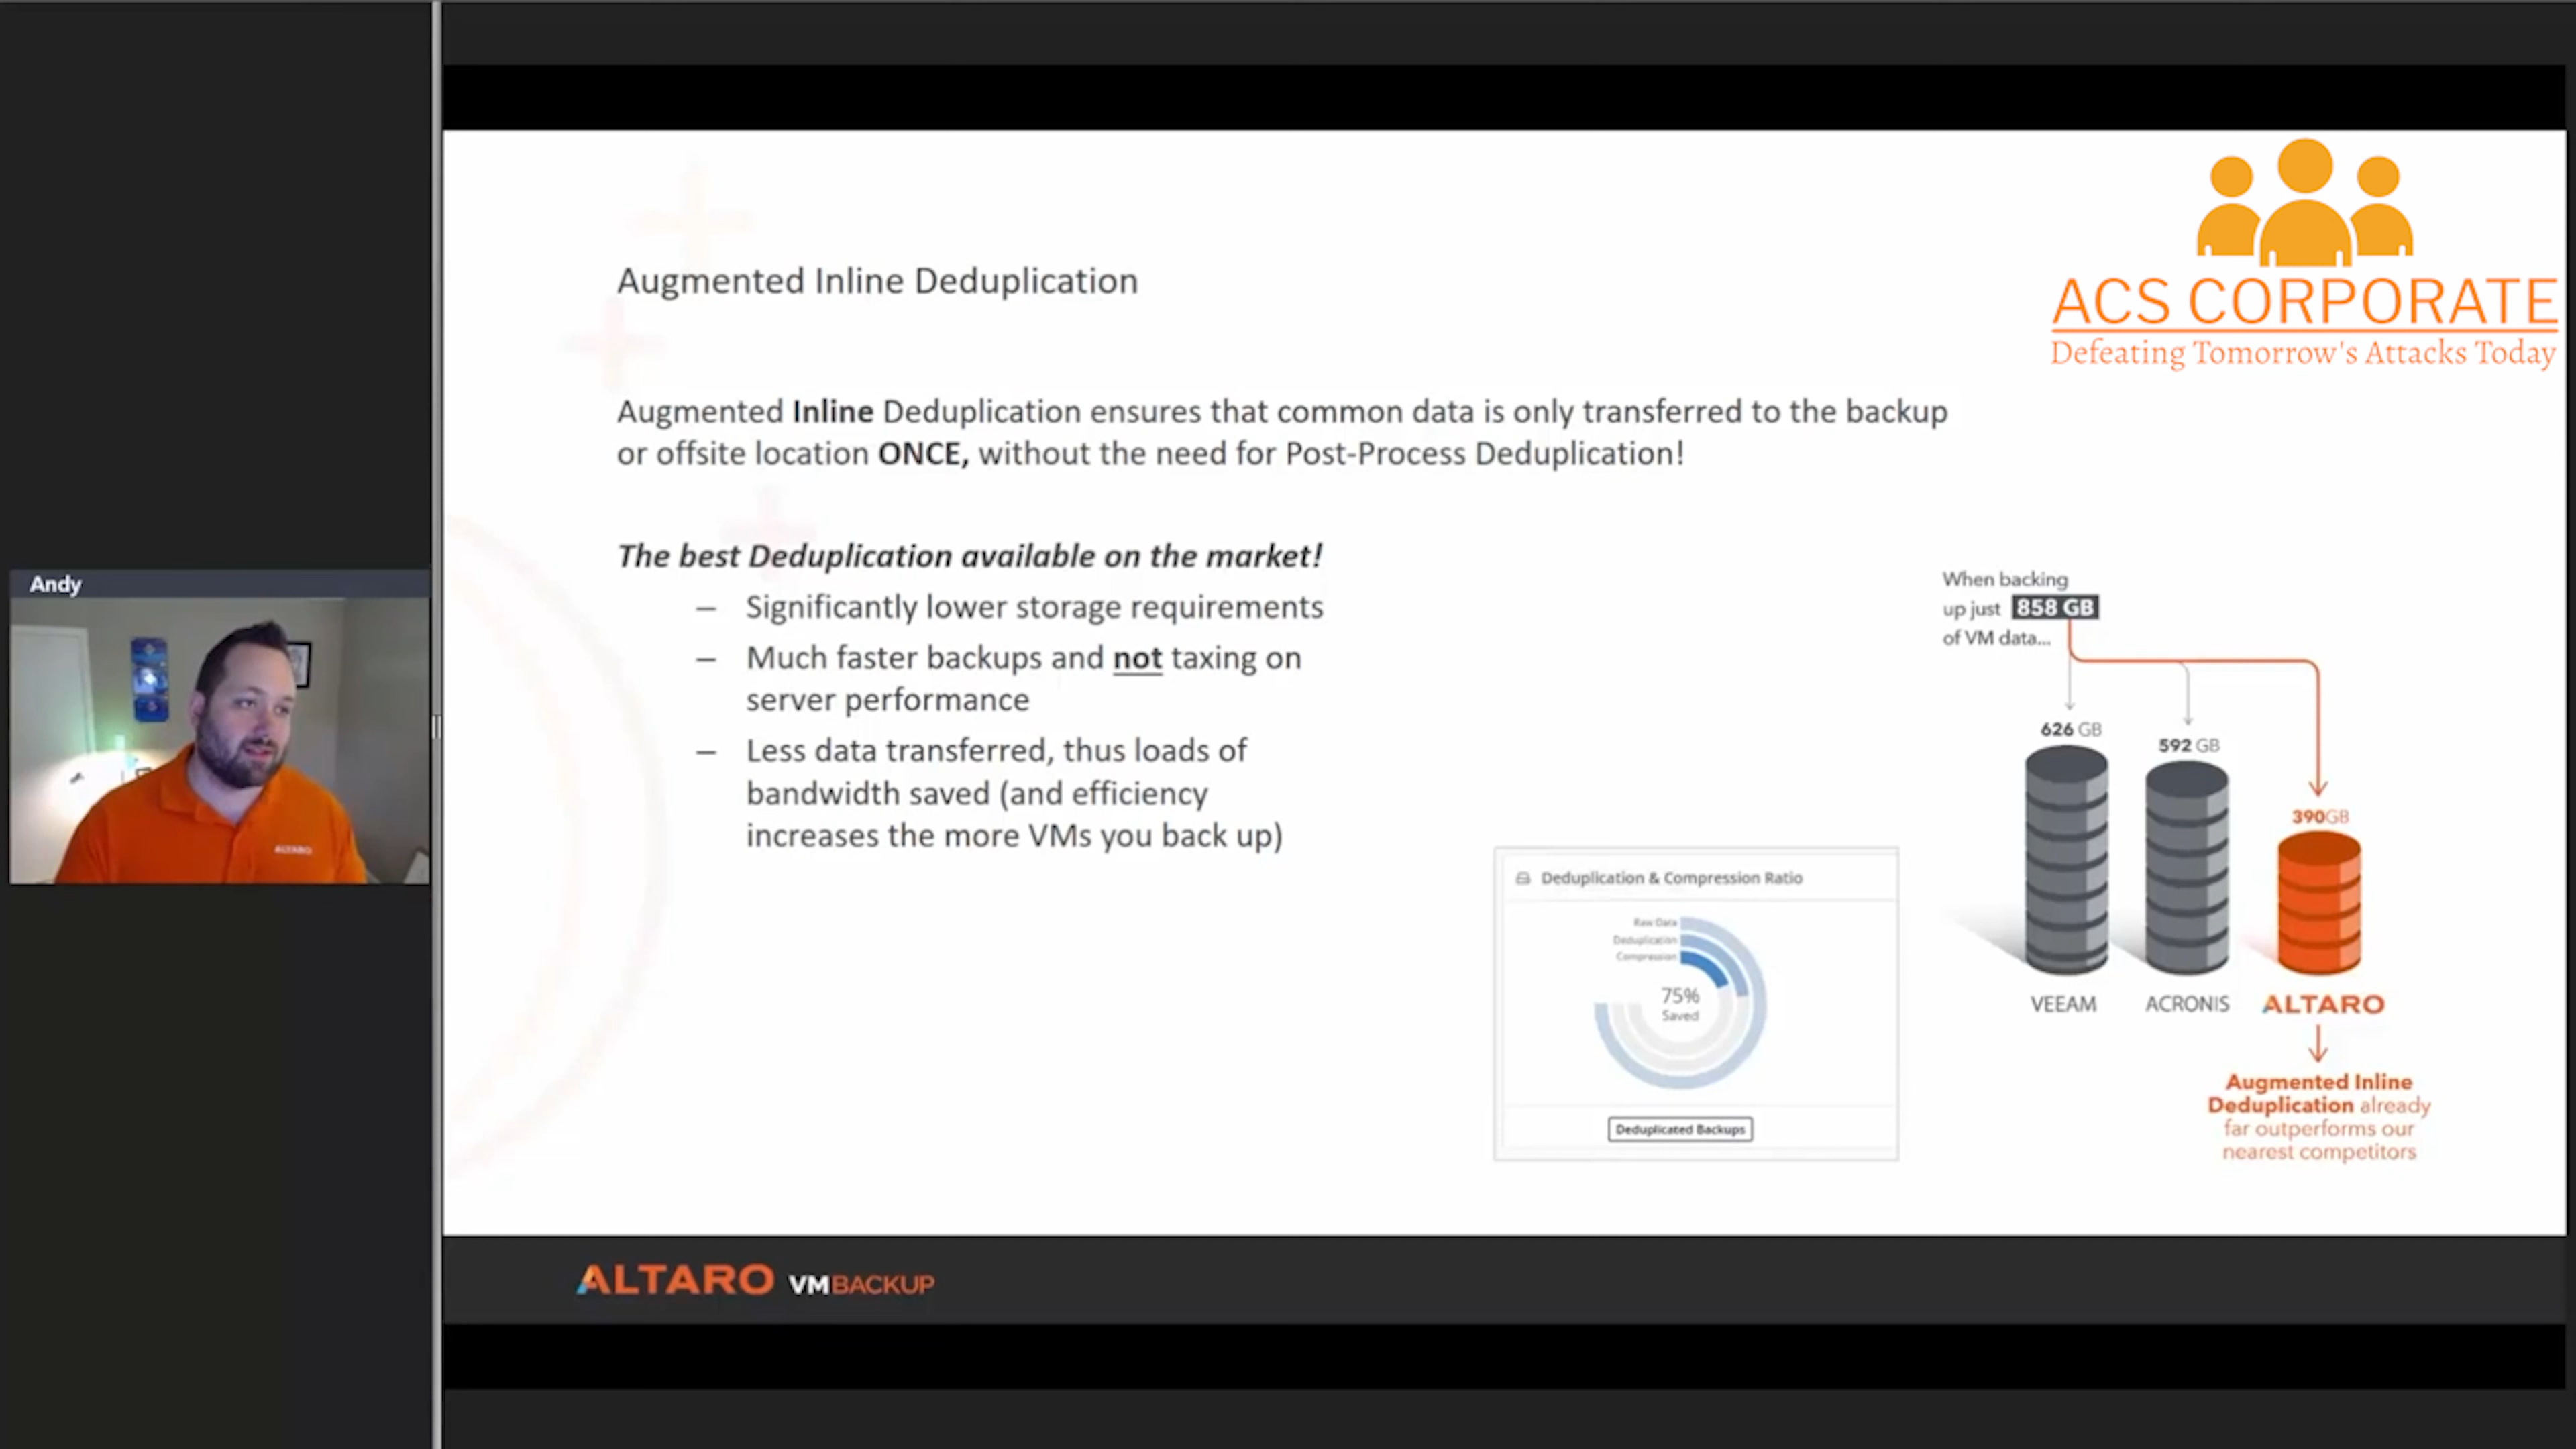 Andy
ALTARO
ACS CORPORATE
Defeating Tomorrow's Attacks Today
Augmented Inline Deduplication
Augmented Inline Deduplication ensures that common data is only transferred to the backup
or offsite location ONCE, without the need for Post-Process Deduplication!
The best Deduplication available on the market!
– Significantly lower storage requirements
– Much faster backups and not taxing on
server performance
– Less data transferred, thus loads of
bandwidth saved (and efficiency
increases the more VMs you back up)
Deduplication & Compression Ratio
Raw Data
Deduplication
Compression
75%
Saved
Deduplicated Backups
When backing
up just 858 GB
of VM data...
626 GB
592 GB
390GB
VEEAM
ACRONIS
ALTARO
Augmented Inline
Deduplication already
far outperforms our
nearest competitors
ALTARO VMBACKUP